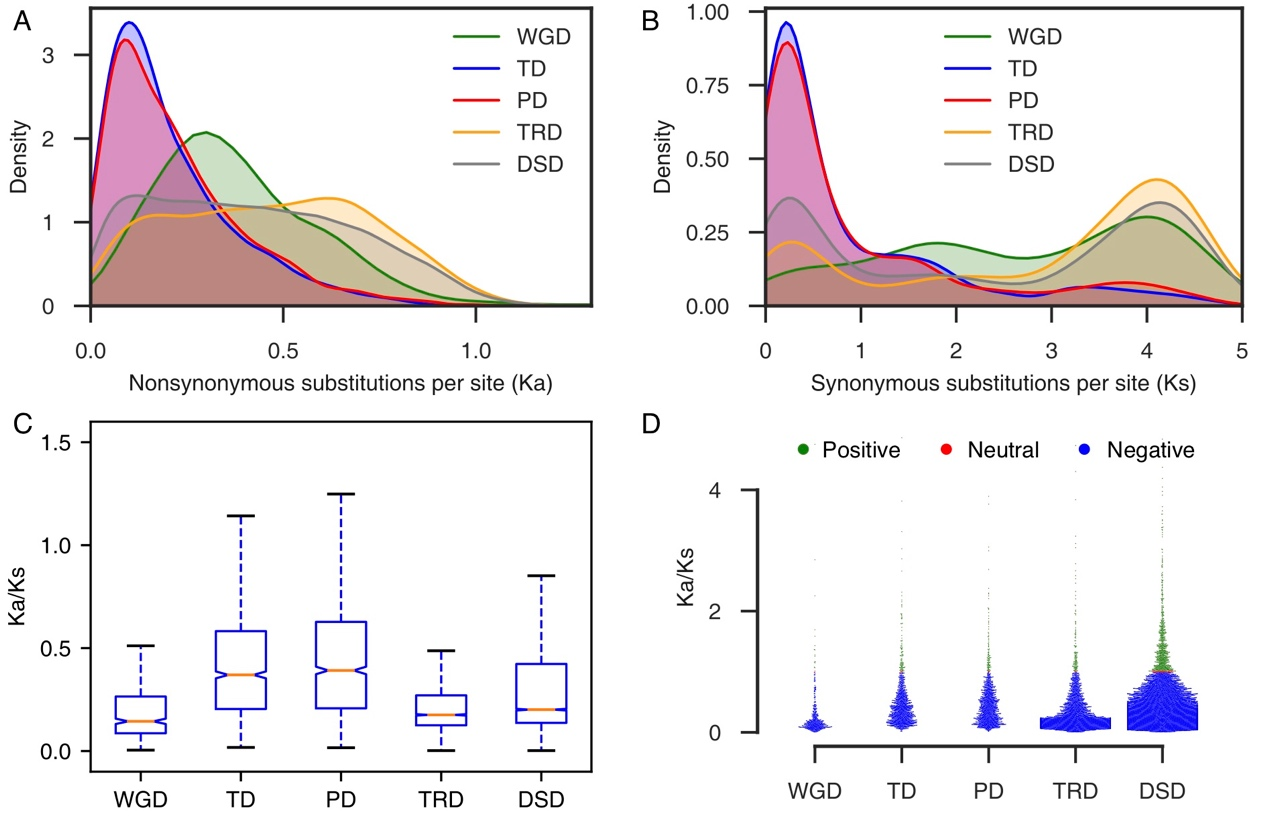 A
WGD
TD
PD
TRD
DSD
Density
3
2
1
0
0.0 0.5 1.0
Nonsynonymous substitutions per site (Ka)
B
WGD
TD
PD
TRD
DSD
Density
1.00
0.75
0.50
0.25
0.00
0 1 2 3 4 5
Synonymous substitutions per site (Ks)
C
Ka/Ks
1.5
1.0
0.5
0.0
WGD TD PD TRD DSD
D
Positive Neutral Negative
Ka/Ks
4
2
0
WGD TD PD TRD DSD